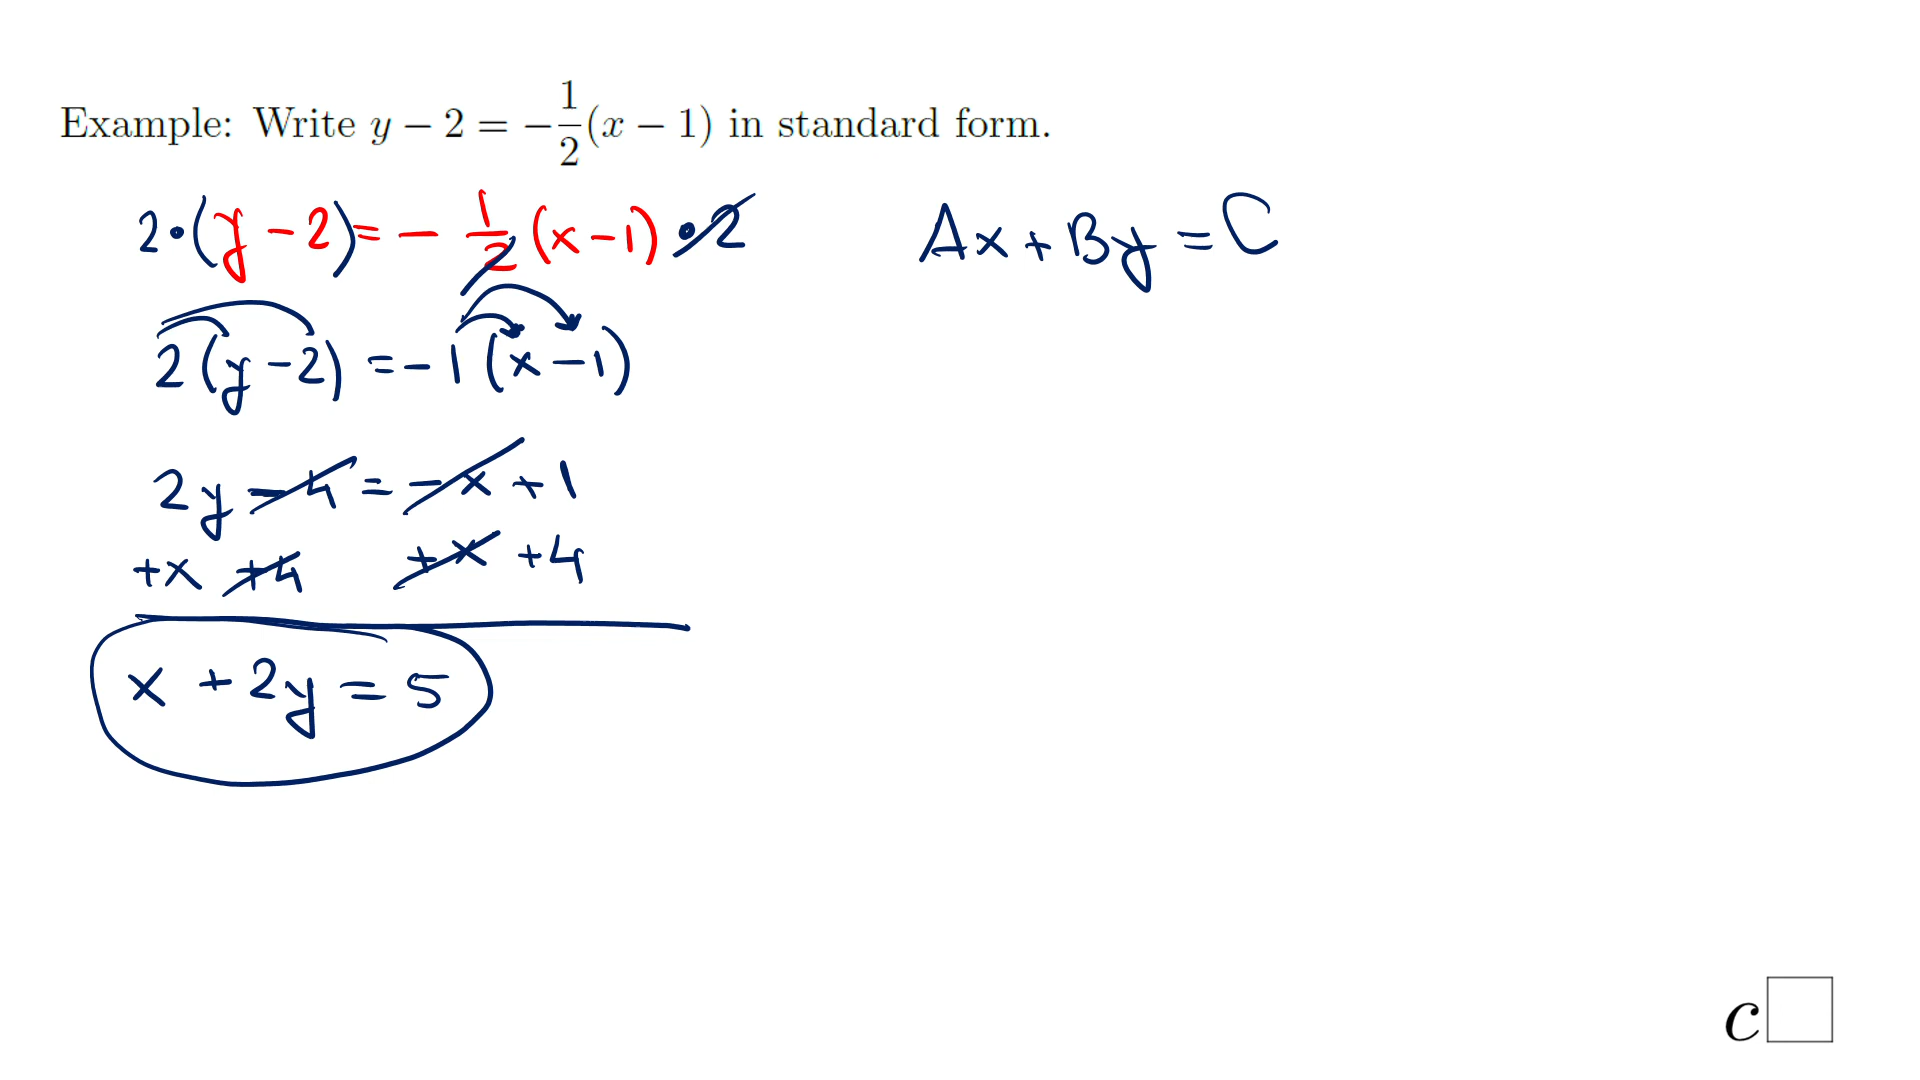 Example: Write y − 2 = −1/2(x − 1) in standard form.
2·(y − 2) = − 1/2 (x − 1) · 2
Ax + By = C
2(y − 2) = − 1(x − 1)
2y − 4 = − x + 1
+x +4 +x +4
x + 2y = 5
c